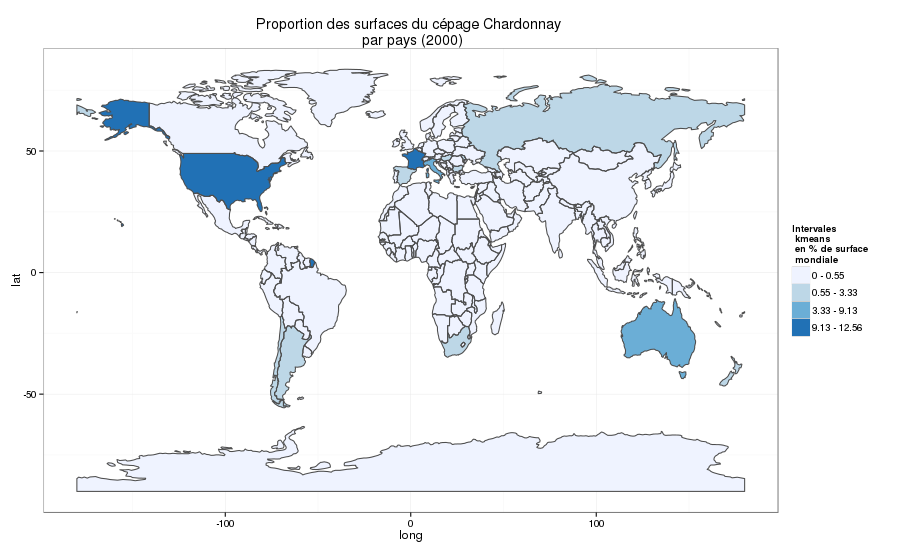 Proportion des surfaces du cépage Chardonnay
par pays (2000)
lat
50
0
-50
-100
0
100
long
Intervales
kmeans
en % de surface
mondiale
0 - 0.55
0.55 - 3.33
3.33 - 9.13
9.13 - 12.56